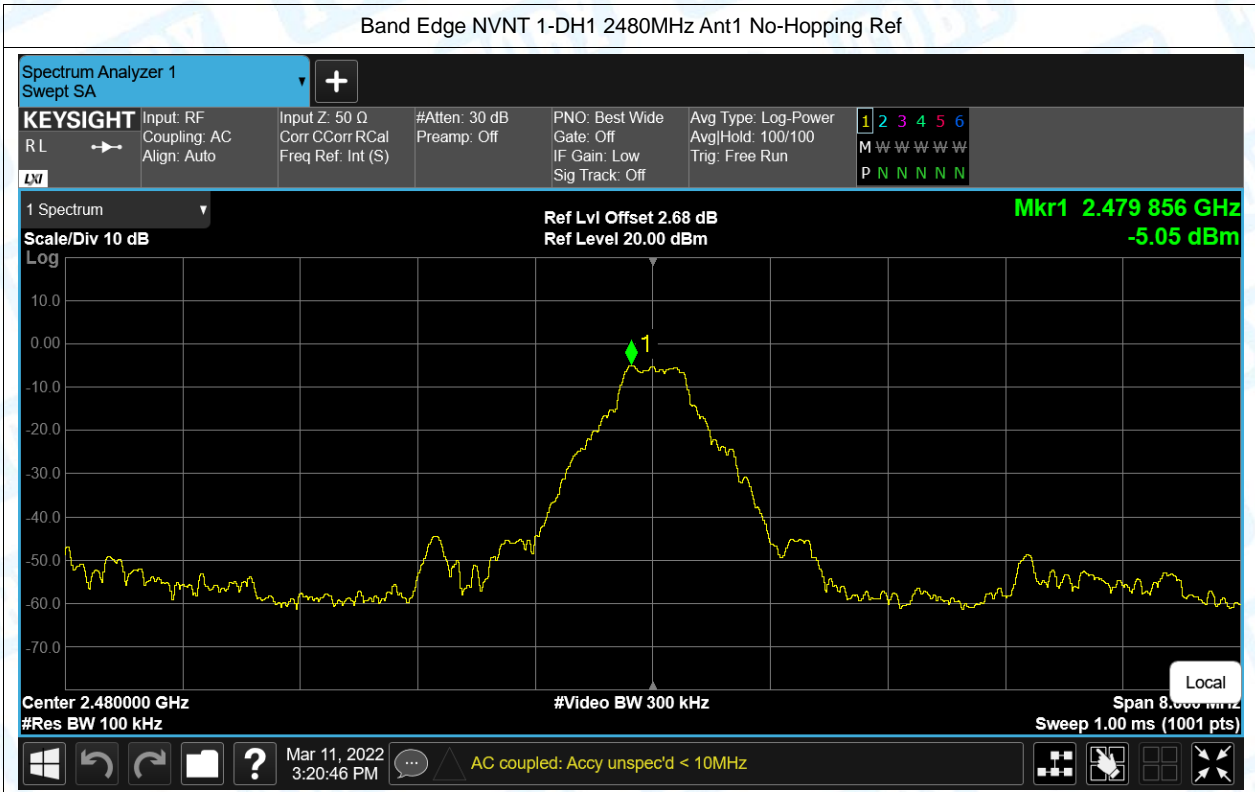 Band Edge NVNT 1-DH1 2480MHz Ant1 No-Hopping Ref
Spectrum Analyzer 1
Swept SA
KEYSIGHT
R L
LXI
Input: RF
Coupling: AC
Align: Auto
Input Z: 50 Ω
Corr CCorr RCal
Freq Ref: Int (S)
#Atten: 30 dB
Preamp: Off
PNO: Best Wide
Gate: Off
IF Gain: Low
Sig Track: Off
Avg Type: Log-Power
Avg|Hold: 100/100
Trig: Free Run
1 2 3 4 5 6
M W W W W W W
P N N N N N
1 Spectrum
Scale/Div 10 dB
Log
Ref Lvl Offset 2.68 dB
Ref Level 20.00 dBm
Mkr1 2.479 856 GHz
-5.05 dBm
10.0
0.00
-10.0
-20.0
-30.0
-40.0
-50.0
-60.0
-70.0
1
Local
Center 2.480000 GHz
#Res BW 100 kHz
#Video BW 300 kHz
Span 8.000 MHz
Sweep 1.00 ms (1001 pts)
?
Mar 11, 2022
3:20:46 PM
AC coupled: Accy unspec'd < 10MHz